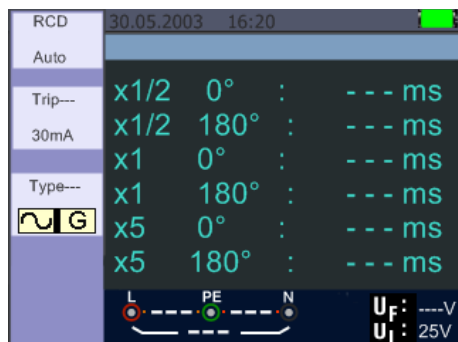 RCD
30.05.2003 16:20
Auto
Trip---
30mA
Type---
G
x1/2 0° : - - - ms
x1/2 180° : - - - ms
x1 0° : - - - ms
x1 180° : - - - ms
x5 0° : - - - ms
x5 180° : - - - ms
L PE N
UF: ----V
UL: 25V